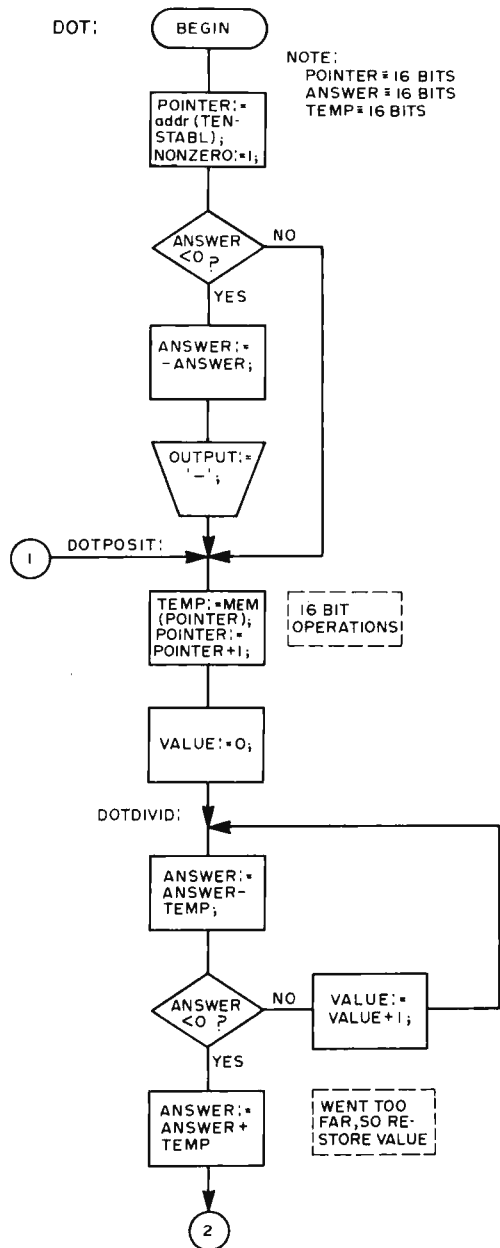 DOT:
BEGIN
NOTE:
POINTER = 16 BITS
ANSWER = 16 BITS
TEMP = 16 BITS
POINTER:=
addr(TEN-
STABL);
NONZERO:=1;
ANSWER
<0 ?
NO
YES
ANSWER:=
-ANSWER;
OUTPUT:=
'-';
1
DOTPOSIT:
TEMP:=MEM
(POINTER);
POINTER:=
POINTER+1;
16 BIT
OPERATIONS
VALUE:=0;
DOTDIVID:
ANSWER:=
ANSWER-
TEMP;
ANSWER
<0 ?
NO
VALUE:=
VALUE+1;
YES
ANSWER:=
ANSWER+
TEMP
WENT TOO
FAR,SO RE-
STORE VALUE
2